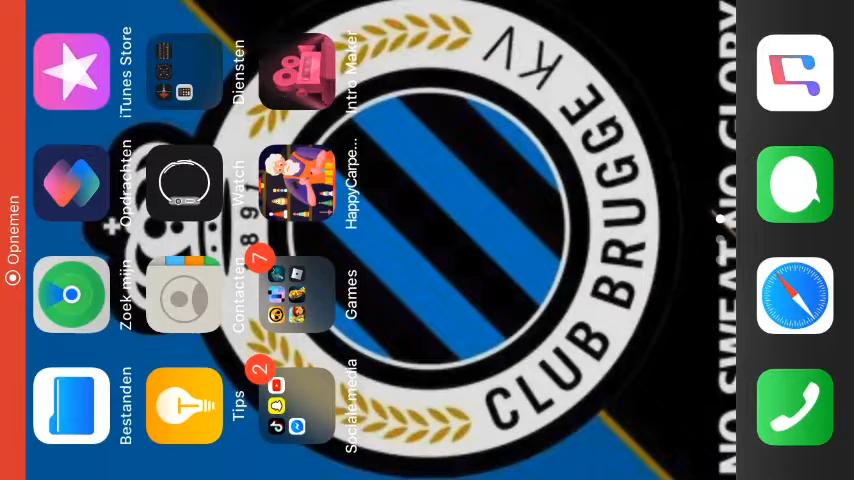 Opnemen
Bestanden Zoek mijn Opdrachten iTunes Store
Tips Contacten Watch Diensten
2 7
Sociale media Games HappyCarpe... Intro Maker
CLUB BRUGGE KV
NO SWEAT NO GLORY